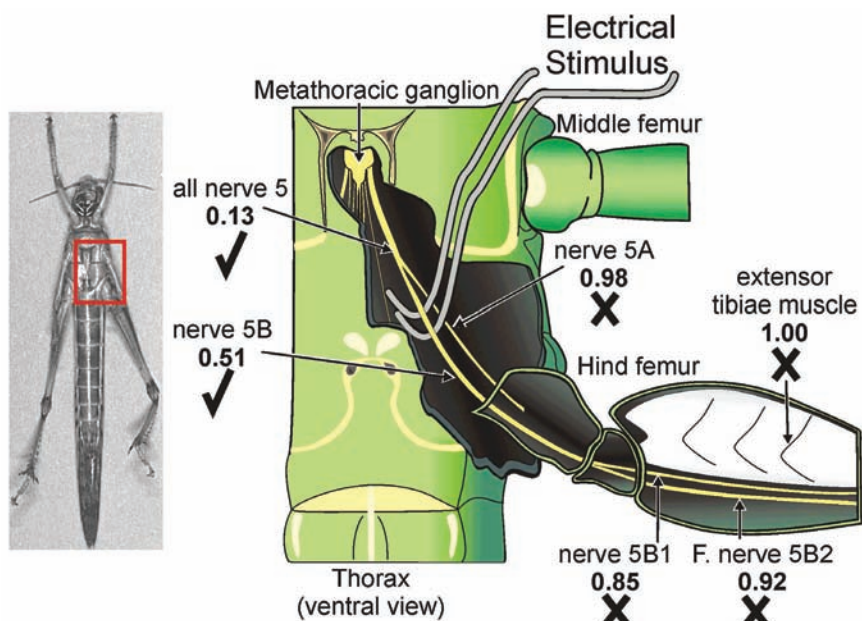 Electrical
Stimulus
Metathoracic ganglion
Middle femur
all nerve 5
0.13
nerve 5A
0.98
extensor
tibiae muscle
1.00
nerve 5B
0.51
Hind femur
nerve 5B1
0.85
F. nerve 5B2
0.92
Thorax
(ventral view)